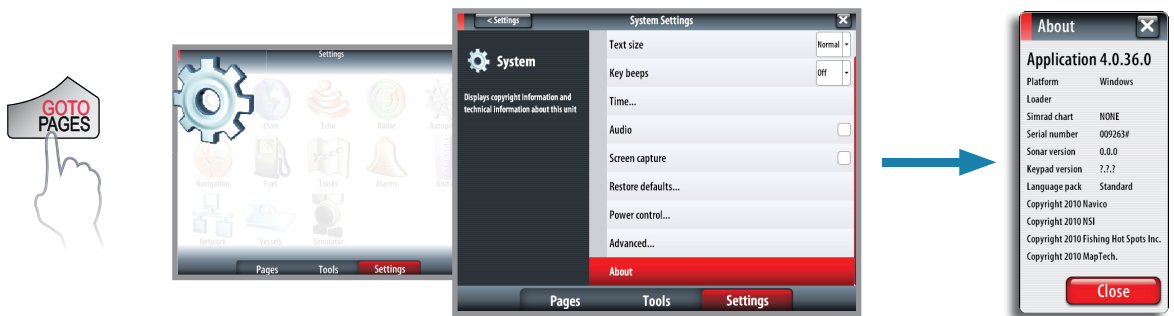 GOTO
PAGES
Settings
Chart
Echo
Radar
Autopi
Navigation
Fuel
Tracks
Alarms
Units
Network
Vessels
Simulator
Pages
Tools
Settings
< Settings
System Settings
System
Displays copyright information and
technical information about this unit
Text size
Normal
Key beeps
Off
Time...
Audio
Screen capture
Restore defaults...
Power control...
Advanced...
About
Pages
Tools
Settings
About
Application 4.0.36.0
Platform Windows
Loader
Simrad chart NONE
Serial number 009263#
Sonar version 0.0.0
Keypad version ?.?.?
Language pack Standard
Copyright 2010 Navico
Copyright 2010 NSI
Copyright 2010 Fishing Hot Spots Inc.
Copyright 2010 MapTech.
Close